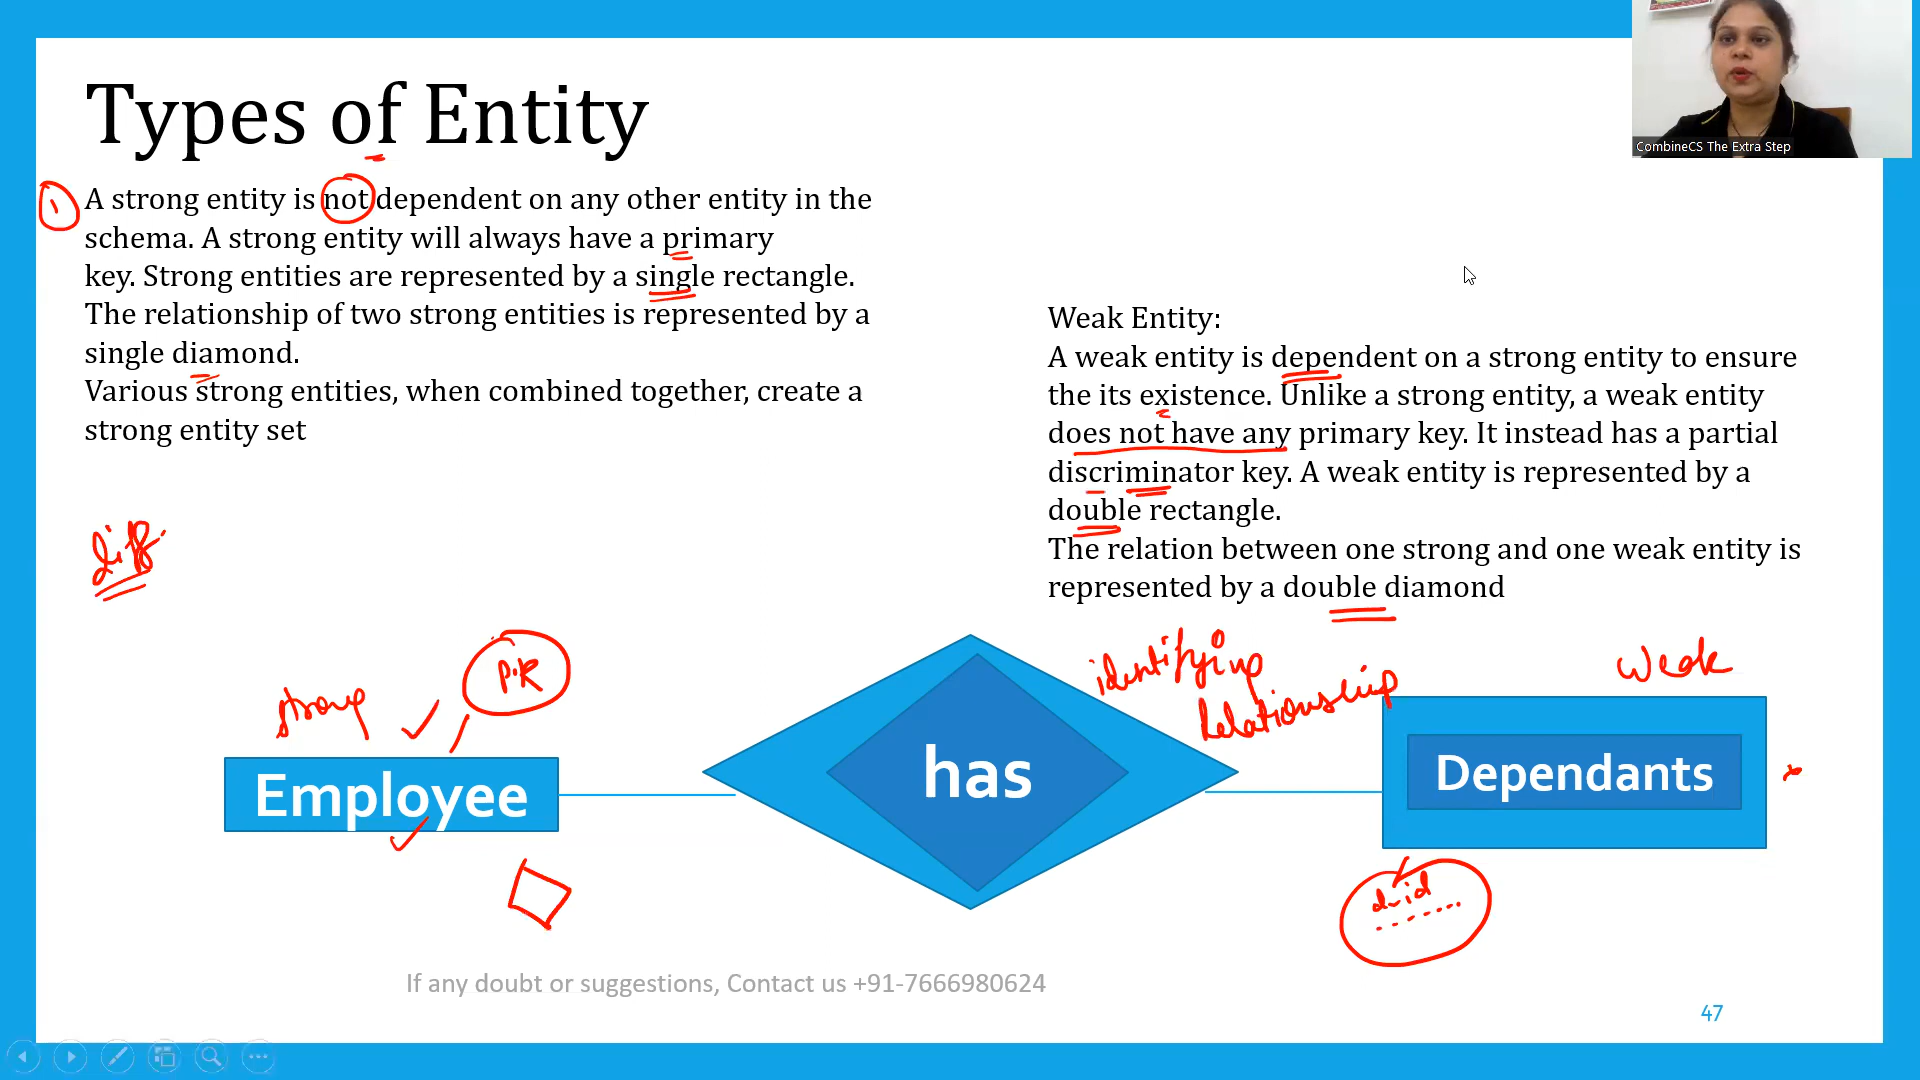 CombineCS The Extra Step
Types of Entity
1
A strong entity is not dependent on any other entity in the
schema. A strong entity will always have a primary
key. Strong entities are represented by a single rectangle.
The relationship of two strong entities is represented by a
single diamond.
Various strong entities, when combined together, create a
strong entity set
Weak Entity:
A weak entity is dependent on a strong entity to ensure
the its existence. Unlike a strong entity, a weak entity
does not have any primary key. It instead has a partial
discriminator key. A weak entity is represented by a
double rectangle.
The relation between one strong and one weak entity is
represented by a double diamond
diff.
strong
P.K
identifying
relationship
weak
Employee
has
Dependants
d-id
If any doubt or suggestions, Contact us +91-7666980624
47